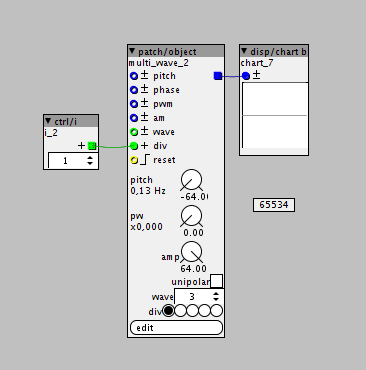 patch/object
multi_wave_2
± pitch
± phase
± pwm
± am
± wave
+ div
reset
pitch
0,13 Hz
-64.0
pw
x0,000
0.00
amp
64.00
unipolar
wave 3
div
edit
disp/chart b
chart_7
±
ctrl/i
i_2
+
1
65534